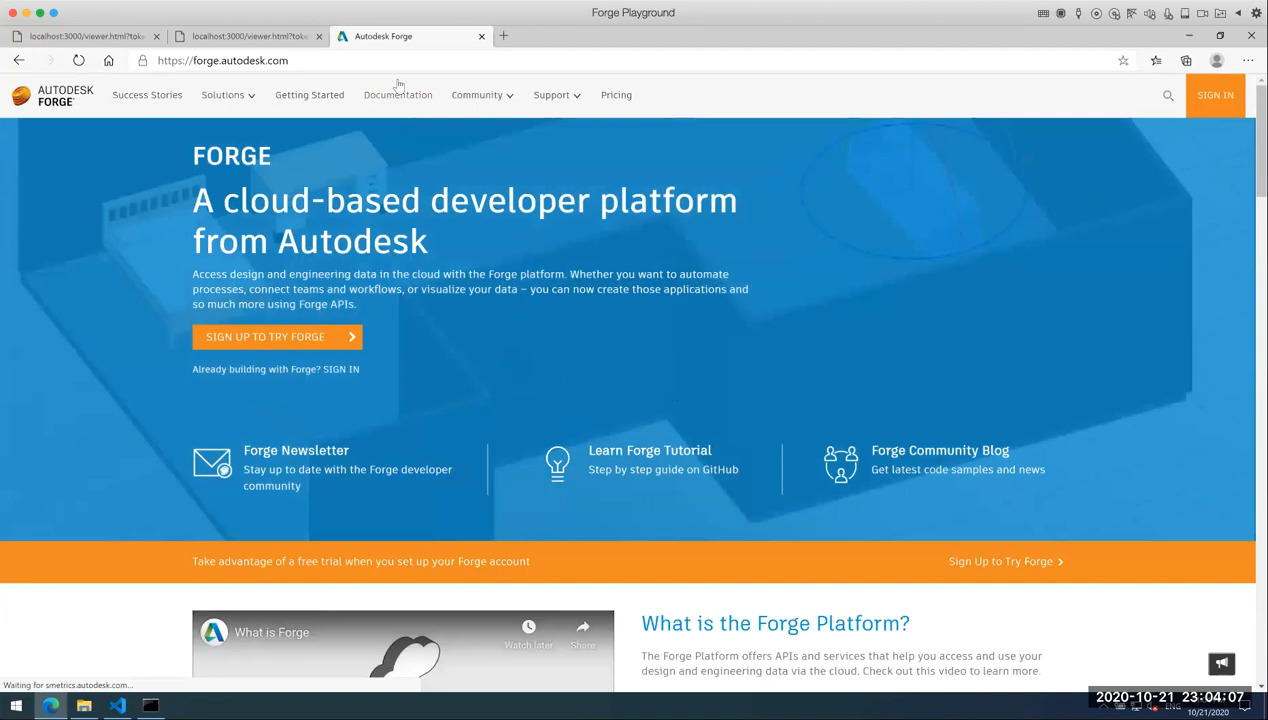 Forge Playground
localhost:3000/viewer.html?tok
localhost:3000/viewer.html?tok
Autodesk Forge
https://forge.autodesk.com
AUTODESK
FORGE
Success Stories
Solutions
Getting Started
Documentation
Community
Support
Pricing
SIGN IN
FORGE
A cloud-based developer platform
from Autodesk
Access design and engineering data in the cloud with the Forge platform. Whether you want to automate
processes, connect teams and workflows, or visualize your data – you can now create those applications and
so much more using Forge APIs.
SIGN UP TO TRY FORGE
Already building with Forge? SIGN IN
Forge Newsletter
Stay up to date with the Forge developer
community
Learn Forge Tutorial
Step by step guide on GitHub
Forge Community Blog
Get latest code samples and news
Take advantage of a free trial when you set up your Forge account
Sign Up to Try Forge
What is Forge
Watch later
Share
What is the Forge Platform?
The Forge Platform offers APIs and services that help you access and use your
design and engineering data via the cloud. Check out this video to learn more.
Waiting for smetrics.autodesk.com...
2020-10-21 23:04:07
ENG
10/21/2020